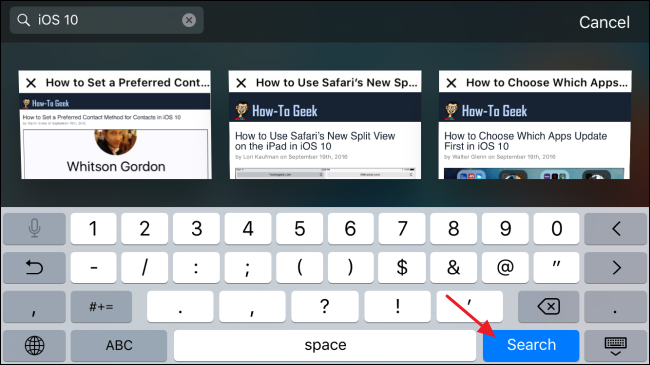 iOS 10
Cancel
How to Set a Preferred Cont...
How-To Geek
How to Set a Preferred Contact Method for Contacts in iOS 10
Whitson Gordon
How to Use Safari's New Sp...
How-To Geek
How to Use Safari's New Split View
on the iPad in iOS 10
by Lori Kaufman on September 19th, 2016
How to Choose Which Apps...
How-To Geek
How to Choose Which Apps Update
First in iOS 10
by Walter Glenn on September 16th, 2016
1 2 3 4 5 6 7 8 9 0 < 
- / : ; ( ) $ & @ " >
, #+= . , ? ! ' .
ABC space Search